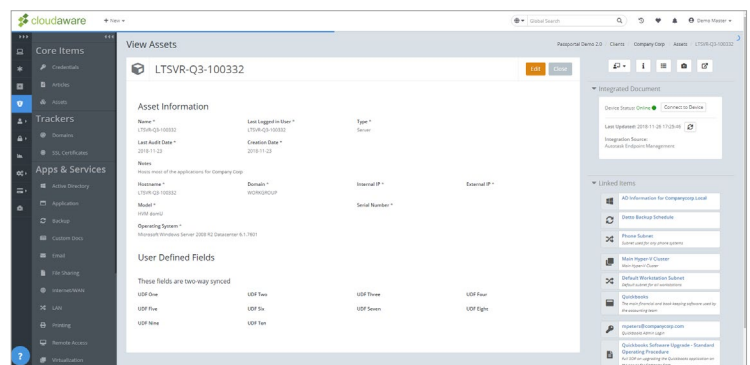 cloudaware
+ New
Global Search
Demo Master
Core Items
Credentials
Articles
Assets
Trackers
Domains
SSL Certificates
Apps & Services
Active Directory
Application
Backup
Custom Docs
Email
File Sharing
Internet/WAN
LAN
Printing
Remote Access
Virtualization
?
View Assets
Passportal Demo 2.0 Clients Company Corp Assets LTSVR-Q3-100332
LTSVR-Q3-100332
Edit Close
Asset Information
Name * Last Logged in User * Type *
LTSVR-Q3-100332 LTSVR-Q3-100332 Server
Last Audit Date * Creation Date *
2018-11-23 2018-11-23
Notes
Hosts most of the applications for Company Corp
Hostname * Domain * Internal IP * External IP *
LTSVR-Q3-100332 WORKGROUP
Model * Serial Number *
HVM domU
Operating System *
Microsoft Windows Server 2008 R2 Datacenter 6.1.7601
User Defined Fields
These fields are two-way synced
UDF One UDF Two UDF Three UDF Four
UDF Five UDF Six UDF Seven UDF Eight
UDF Nine UDF Ten
Integrated Document
Device Status: Online Connect to Device
Last Updated: 2018-11-28 17:29:46
Integration Source:
Autotask Endpoint Management
Linked Items
AD Information for Companycorp Local
Demo Backup Schedule
Phone Subnet
Subnet used for any phone systems
Main Hyper-V Cluster
Main Hyper-V Cluster
Default Workstation Subnet
Default subnet for all workstations
Quickbooks
The main financial and book keeping software used by
the accounting team
mpeters@companycorp.com
Quickbooks Admin Login
Quickbooks Software Upgrade - Standard
Operating Procedure
Full SOP on upgrading the Quickbooks application on